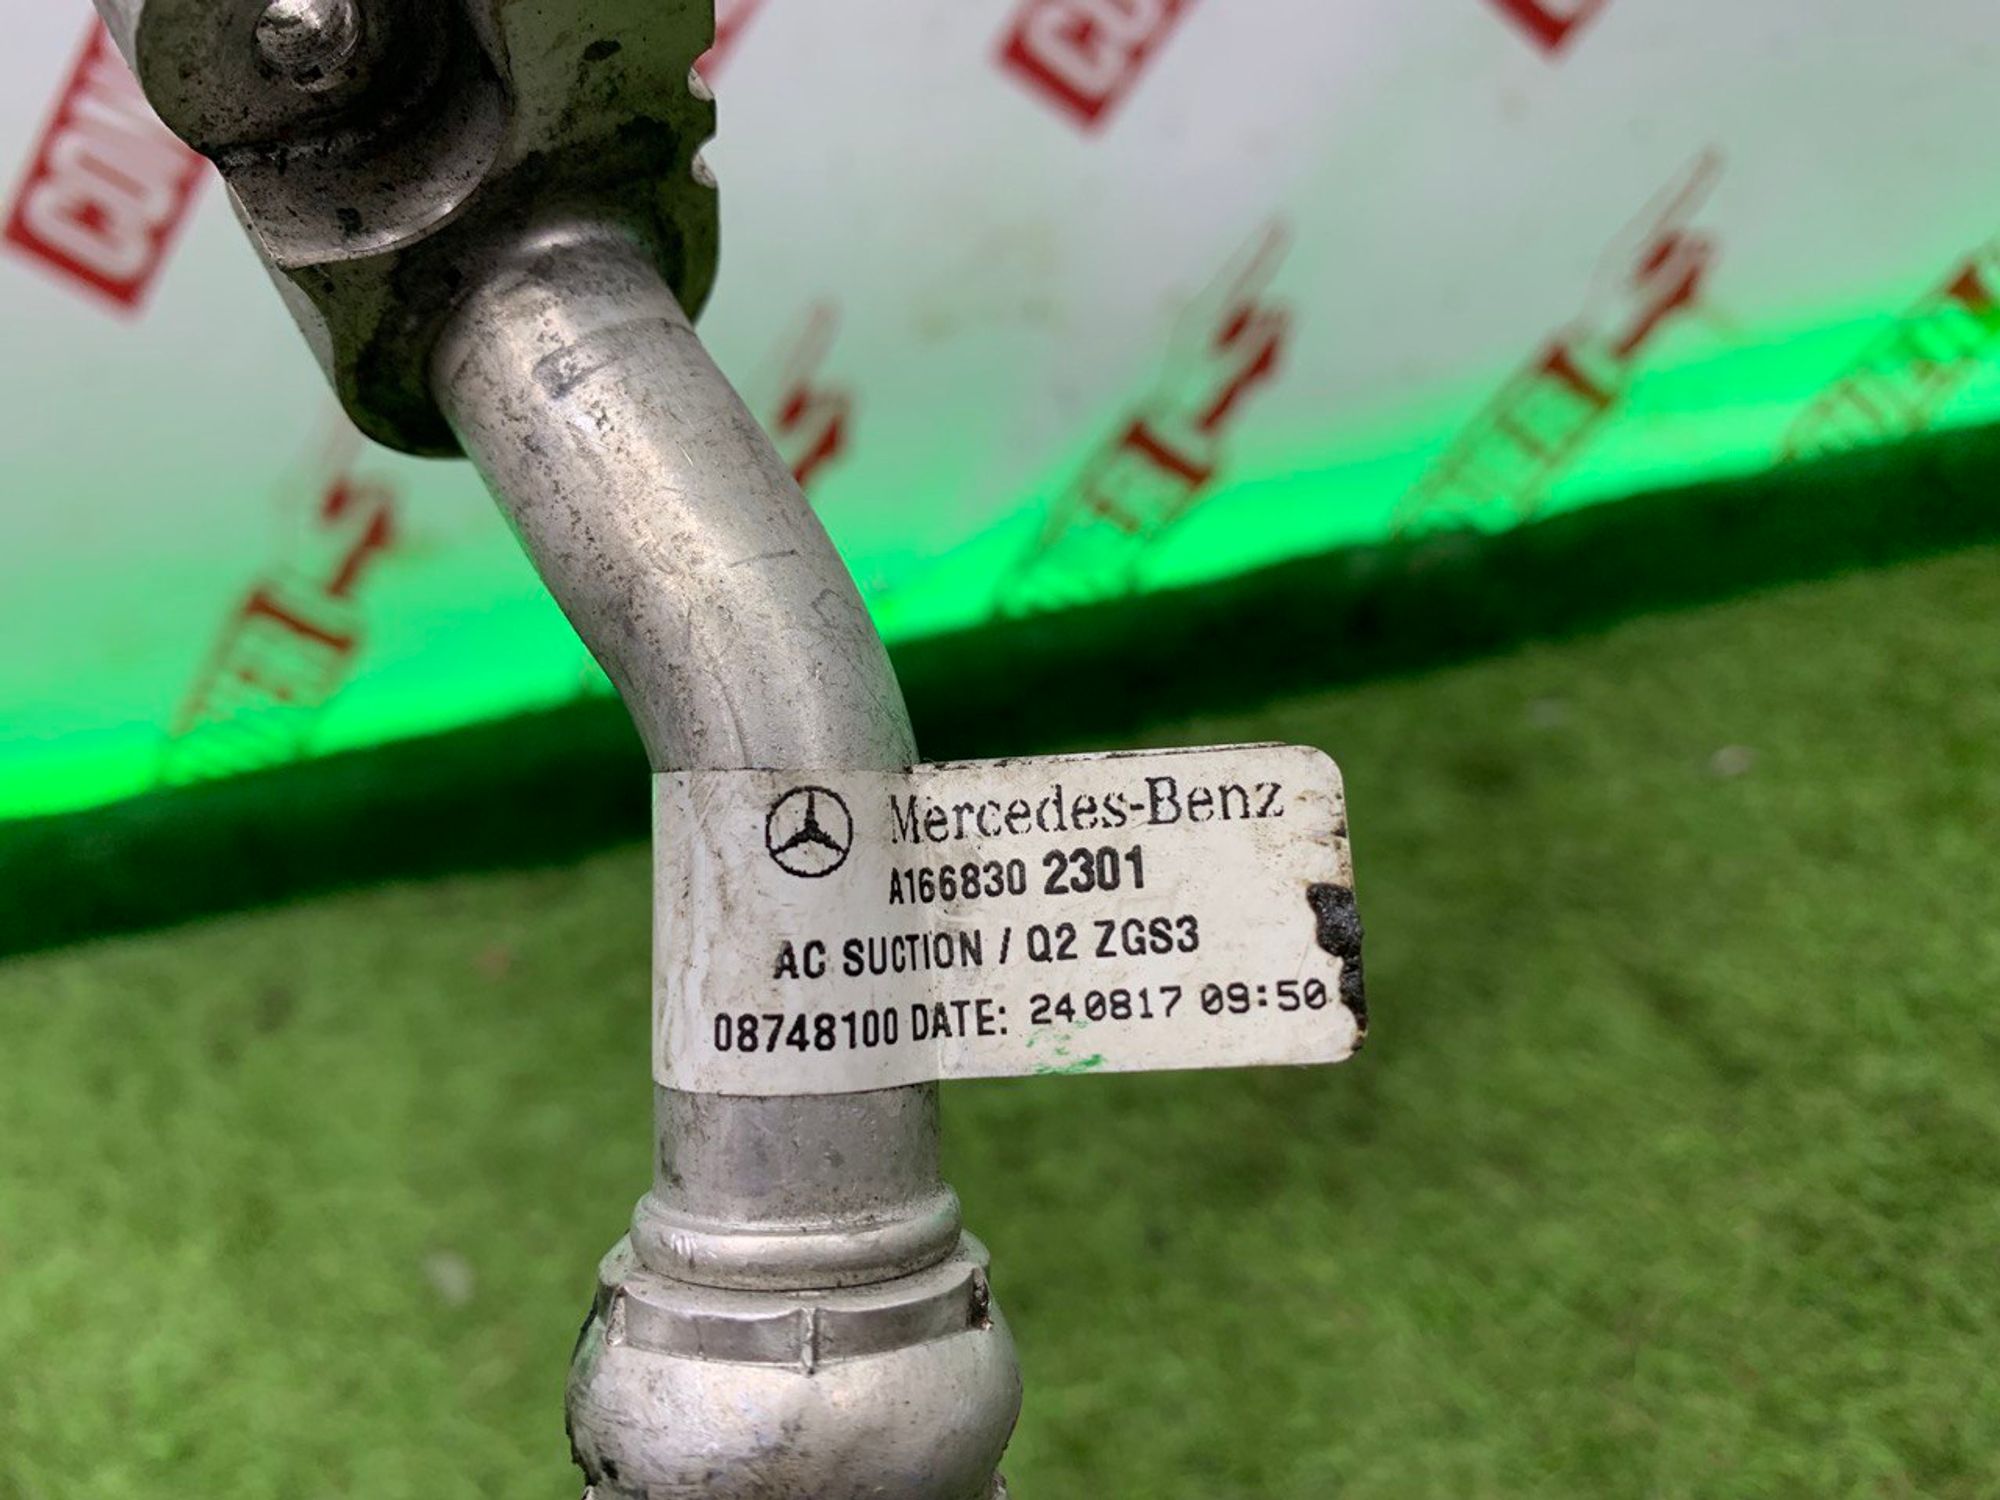 Mercedes-Benz
A166830 2301
AC SUCTION / Q2 ZGS3
08748100 DATE: 240817 09:50